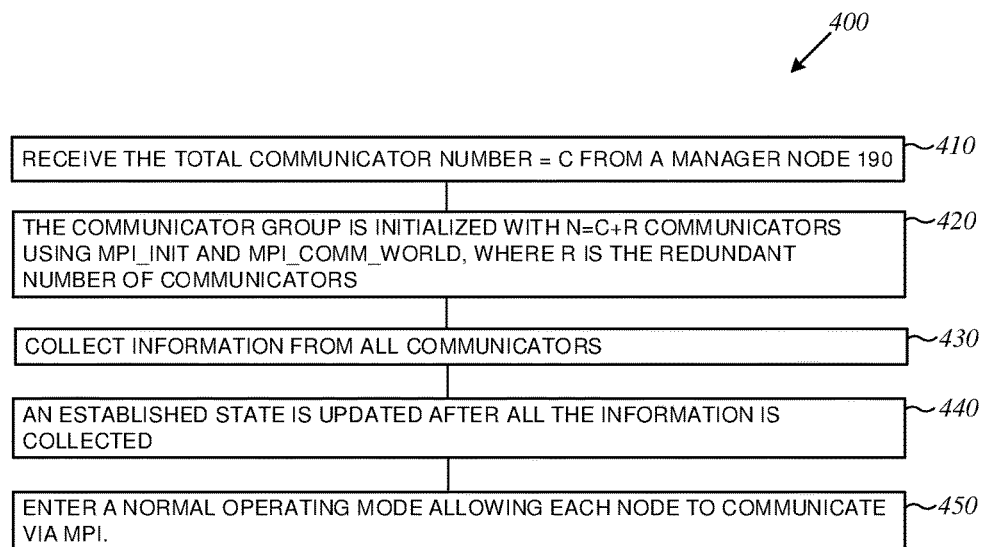 400
RECEIVE THE TOTAL COMMUNICATOR NUMBER = C FROM A MANAGER NODE 190
410
THE COMMUNICATOR GROUP IS INITIALIZED WITH N=C+R COMMUNICATORS
USING MPI_INIT AND MPI_COMM_WORLD, WHERE R IS THE REDUNDANT
NUMBER OF COMMUNICATORS
420
COLLECT INFORMATION FROM ALL COMMUNICATORS
430
AN ESTABLISHED STATE IS UPDATED AFTER ALL THE INFORMATION IS
COLLECTED
440
ENTER A NORMAL OPERATING MODE ALLOWING EACH NODE TO COMMUNICATE
VIA MPI.
450